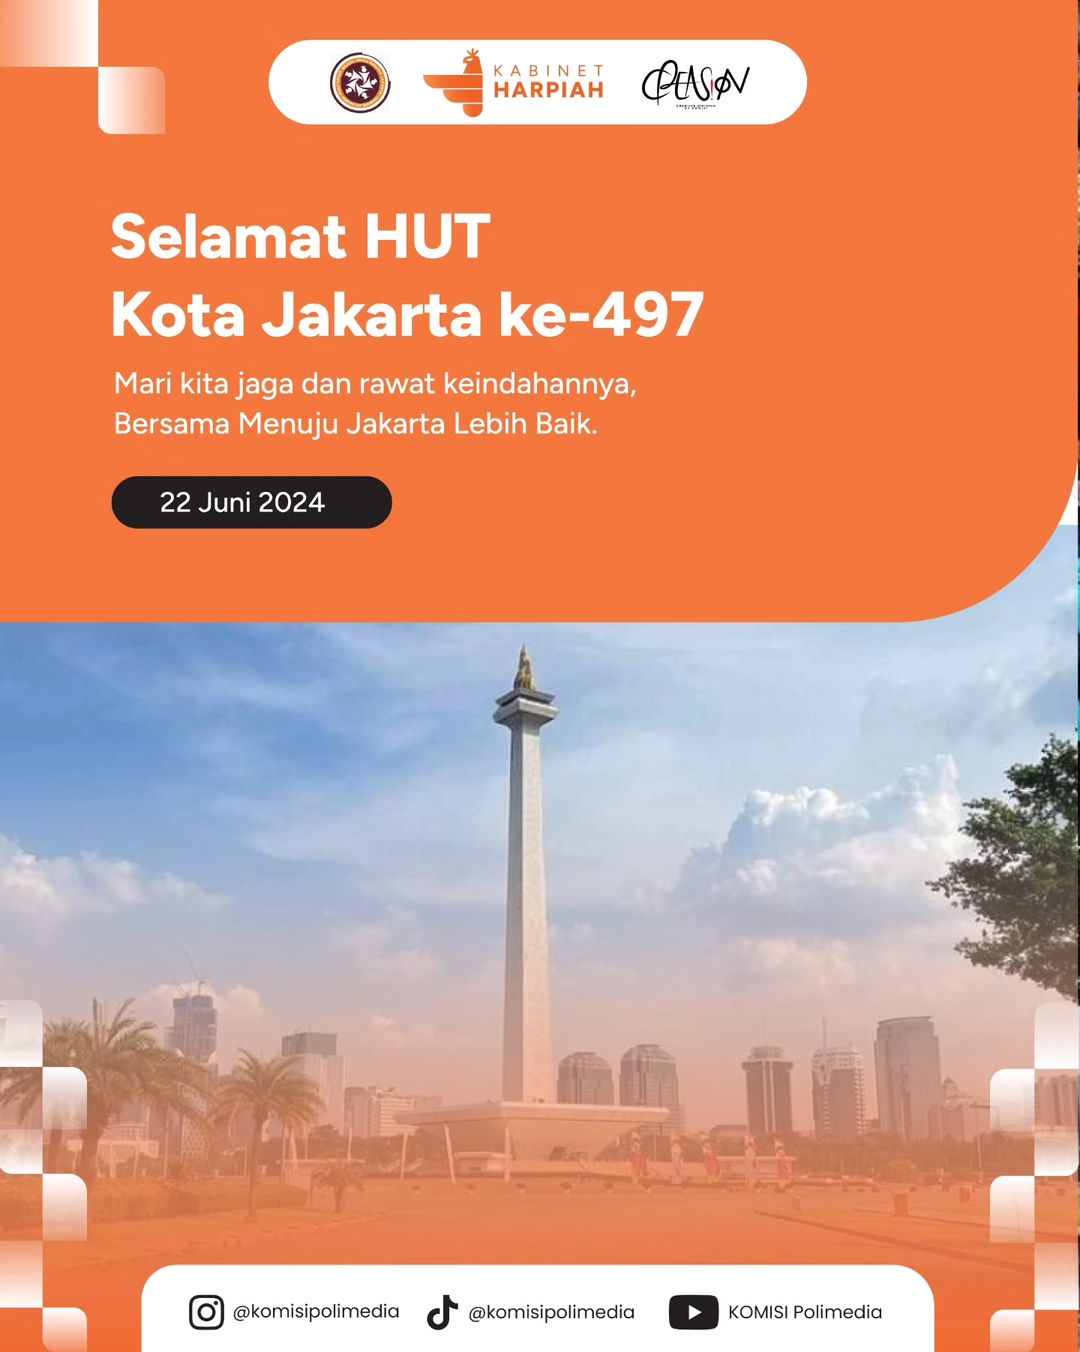 KABINET
HARPIAH
CREASION
Selamat HUT
Kota Jakarta ke-497
Mari kita jaga dan rawat keindahannya,
Bersama Menuju Jakarta Lebih Baik.
22 Juni 2024
@komisipolimedia
@komisipolimedia
KOMISI Polimedia